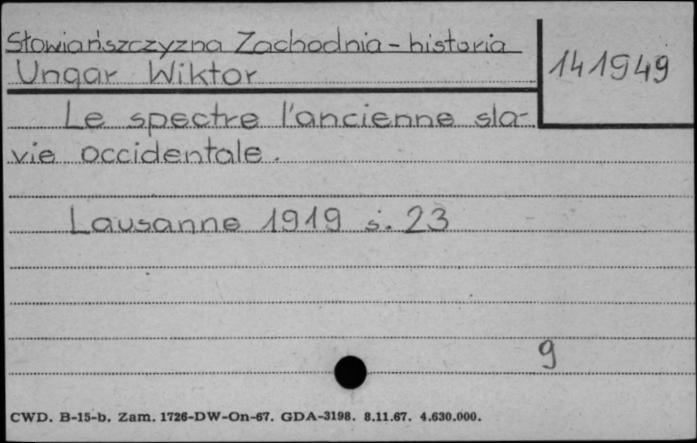 Słowiańszczyzna Zachodnia - historia
Ungar Wiktor
141949
Le spectre l'ancienne sla-
vie occidentale.
Lausanne 1919 s. 23
9
CWD. B-15-b. Zam. 1726-DW-On-67. GDA-3198. 8.11.67. 4.630.000.